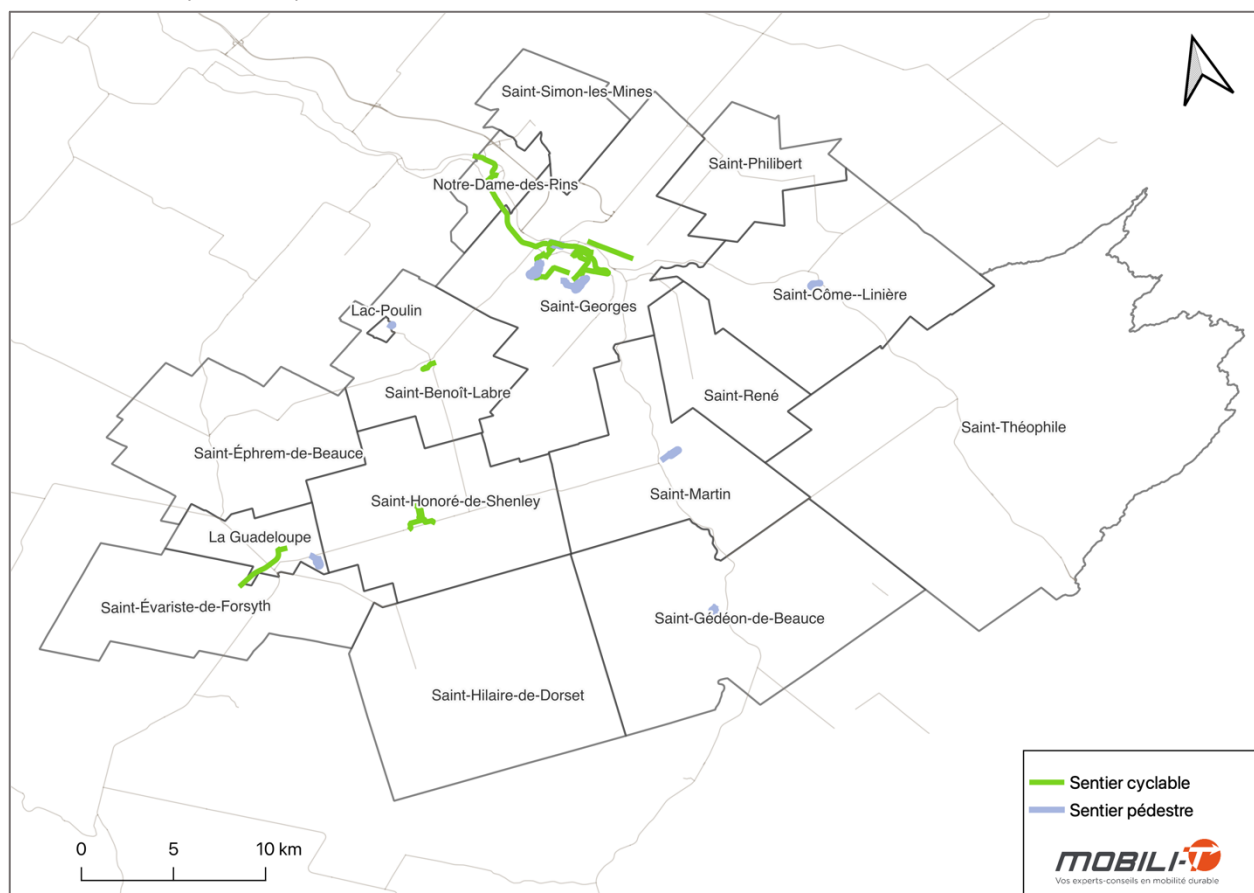 Saint-Simon-les-Mines
Saint-Philibert
Notre-Dame-des-Pins
Saint-Côme--Linière
Saint-Georges
Lac-Poulin
Saint-Benoît-Labre
Saint-René
Saint-Théophile
Saint-Éphrem-de-Beauce
Saint-Honoré-de-Shenley
Saint-Martin
La Guadeloupe
Saint-Évariste-de-Forsyth
Saint-Gédéon-de-Beauce
Saint-Hilaire-de-Dorset
Sentier cyclable
Sentier pédestre
MOBILI-T
Vos experts-conseils en mobilité durable
0 5 10 km